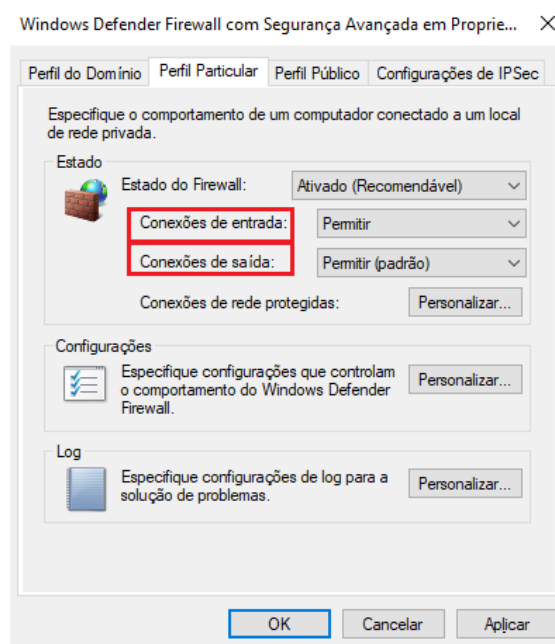 Windows Defender Firewall com Segurança Avançada em Proprie...
Perfil do Domínio Perfil Particular Perfil Público Configurações de IPSec
Especifique o comportamento de um computador conectado a um local
de rede privada.
Estado
Estado do Firewall: Ativado (Recomendável)
Conexões de entrada: Permitir
Conexões de saída: Permitir (padrão)
Conexões de rede protegidas: Personalizar...
Configurações
Especifique configurações que controlam
o comportamento do Windows Defender
Firewall.
Personalizar...
Log
Especifique configurações de log para a
solução de problemas.
Personalizar...
OK Cancelar Aplicar